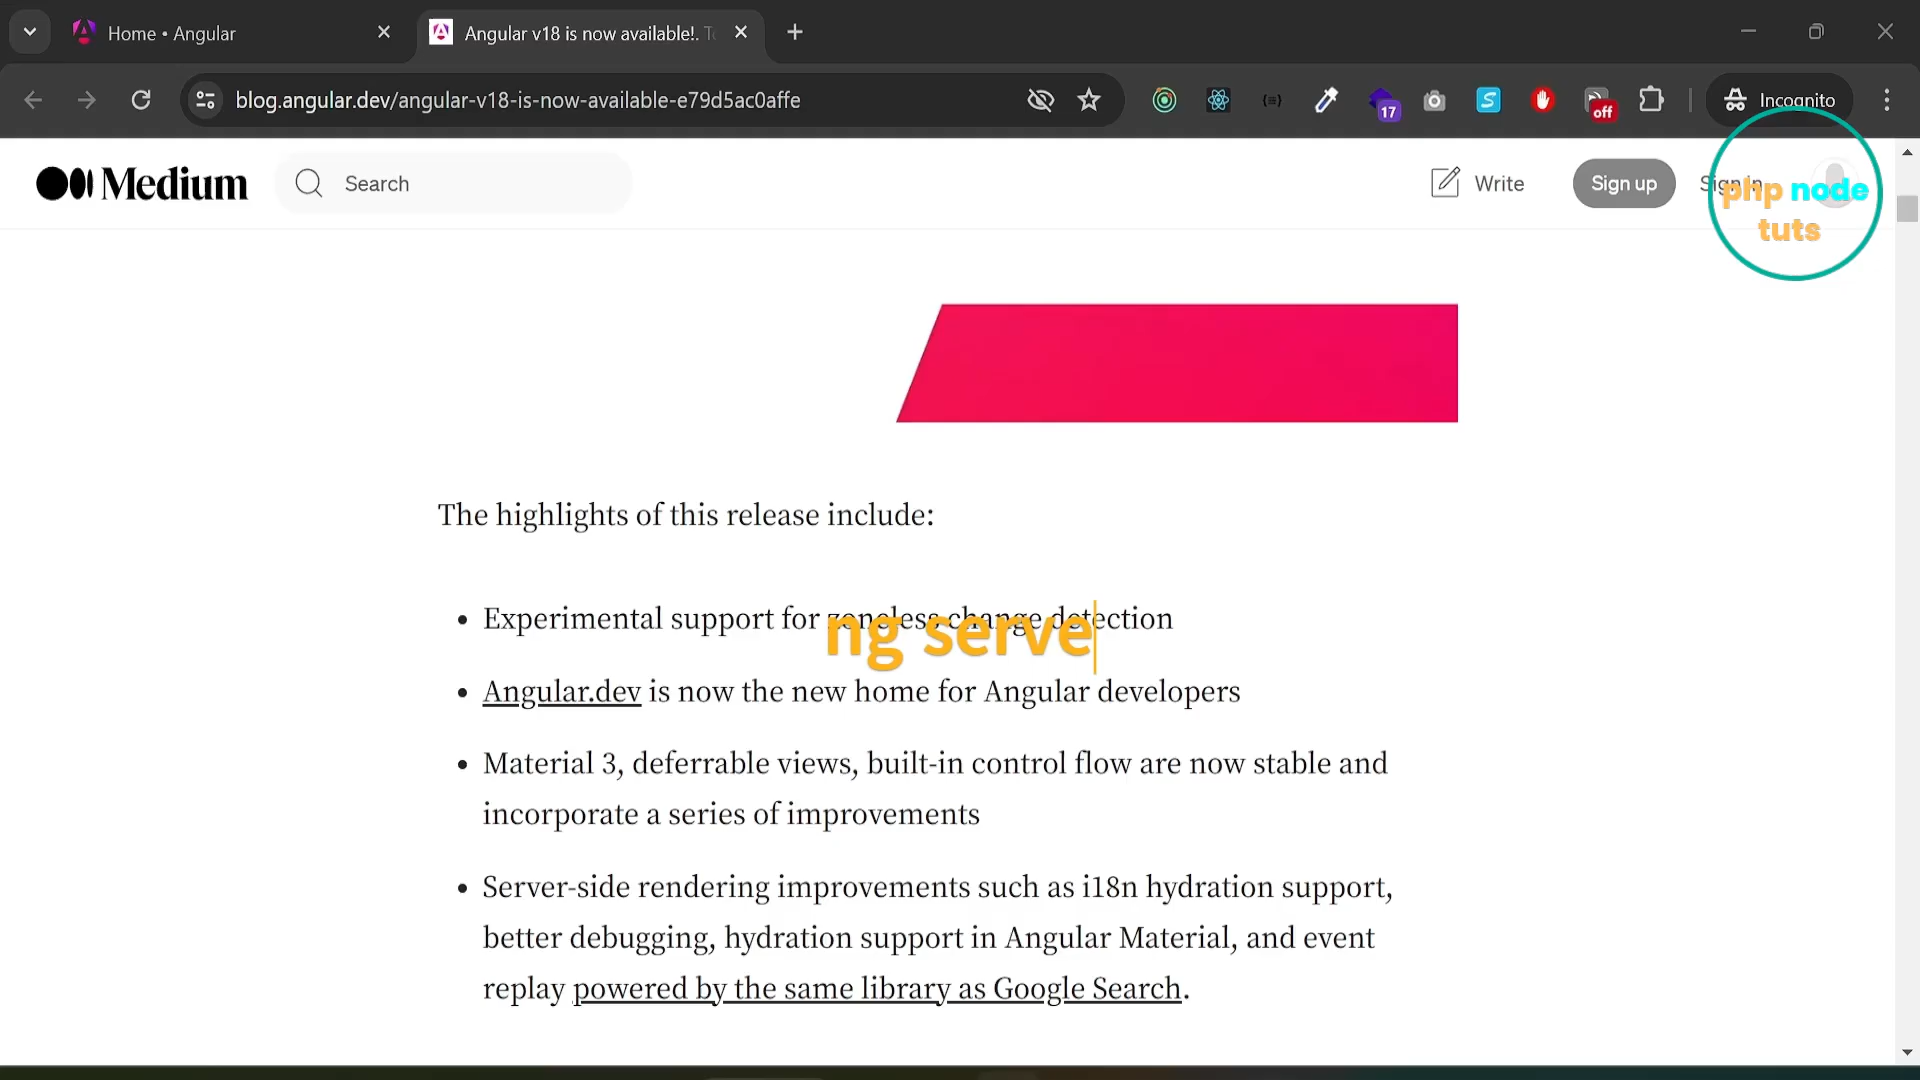 Home • Angular
Angular v18 is now available!. T
blog.angular.dev/angular-v18-is-now-available-e79d5ac0affe
17
off
Incognito
Medium
Search
Write
Sign up
Sign in
php node
tuts
The highlights of this release include:
• Experimental support for zoneless change detection
ng serve
• Angular.dev is now the new home for Angular developers
• Material 3, deferrable views, built-in control flow are now stable and
incorporate a series of improvements
• Server-side rendering improvements such as i18n hydration support,
better debugging, hydration support in Angular Material, and event
replay powered by the same library as Google Search.